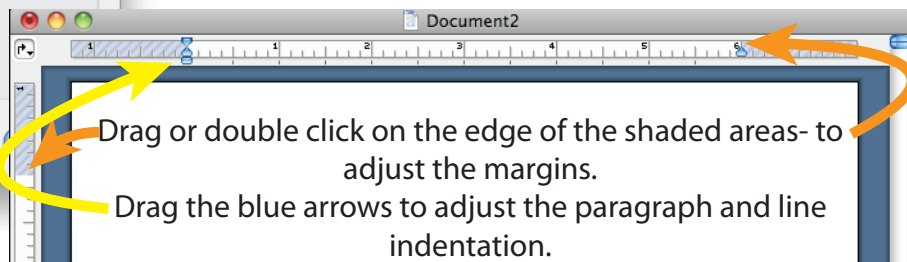 Document2
1 1 2 3 4 5 6
1
Drag or double click on the edge of the shaded areas- to
adjust the margins.
Drag the blue arrows to adjust the paragraph and line
indentation.